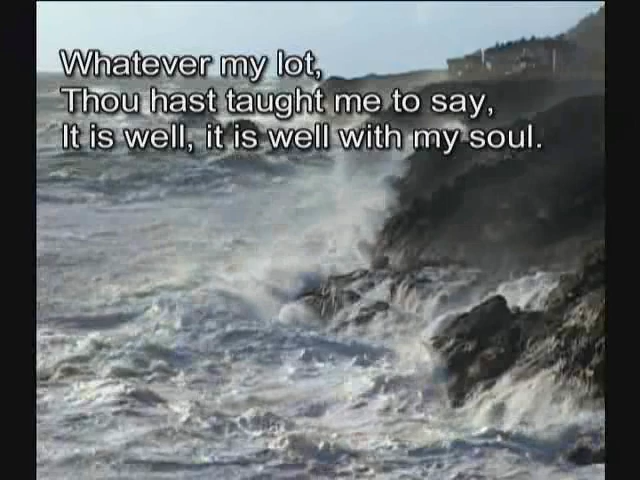 Whatever my lot,
Thou hast taught me to say,
It is well, it is well with my soul.